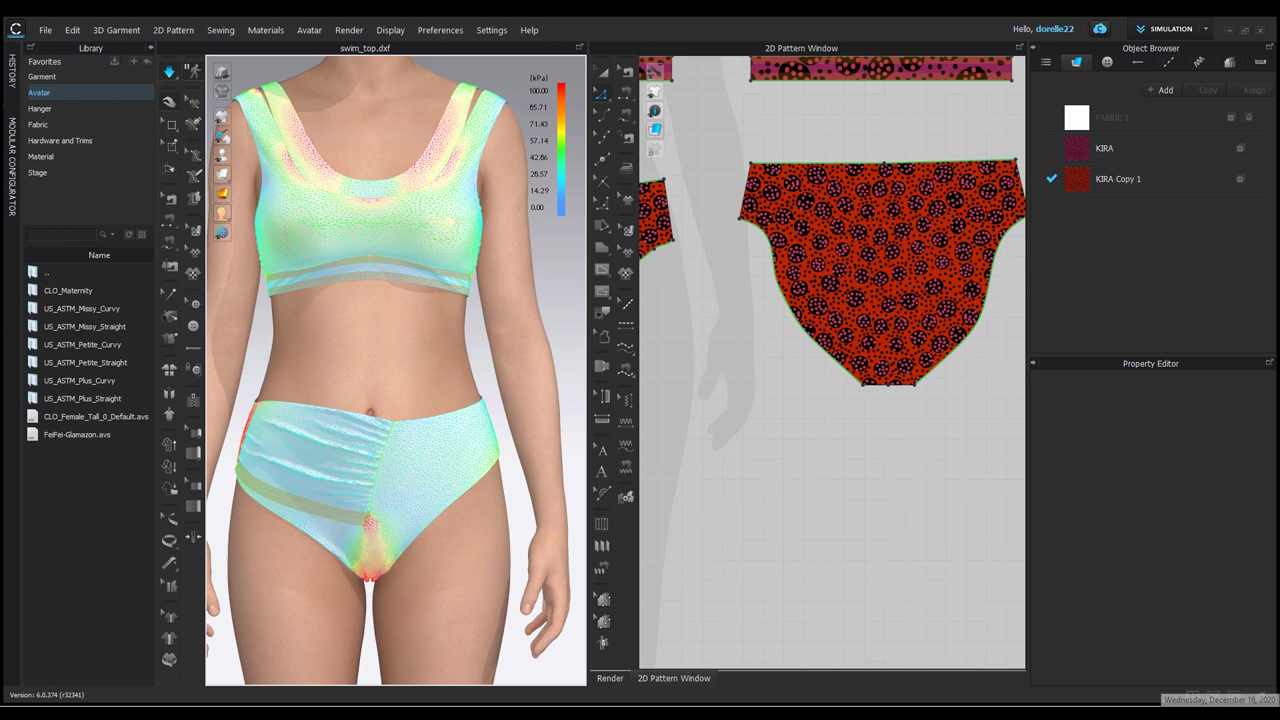 File Edit 3D Garment 2D Pattern Sewing Materials Avatar Render Display Preferences Settings Help
Hello, dorelle22
SIMULATION
HISTORY
MODULAR CONFIGURATOR
Library
Favorites
Garment
Avatar
Hanger
Fabric
Hardware and Trims
Material
Stage
Name
..
CLO_Maternity
US_ASTM_Missy_Curvy
US_ASTM_Missy_Straight
US_ASTM_Petite_Curvy
US_ASTM_Petite_Straight
US_ASTM_Plus_Curvy
US_ASTM_Plus_Straight
CLO_Female_Tall_0_Default.avs
FeiFei-Glamazon.avs
swim_top.dxf
(kPa)
100.00
85.71
71.43
57.14
42.86
28.57
14.29
0.00
2D Pattern Window
Render 2D Pattern Window
Object Browser
+ Add Copy Assign
FABRIC 1
KIRA
KIRA Copy 1
Property Editor
Version: 6.0.374 (r32341)
Wednesday, December 16, 2020